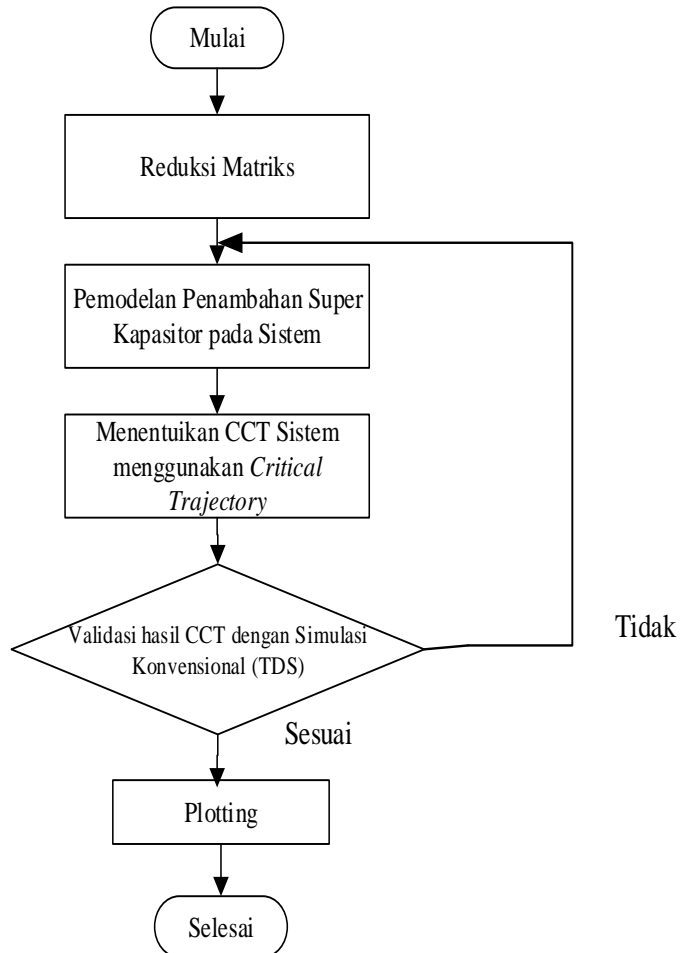 Mulai
Reduksi Matriks
Pemodelan Penambahan Super
Kapasitor pada Sistem
Menentuikan CCT Sistem
menggunakan Critical
Trajectory
Validasi hasil CCT dengan Simulasi
Konvensional (TDS)
Tidak
Sesuai
Plotting
Selesai